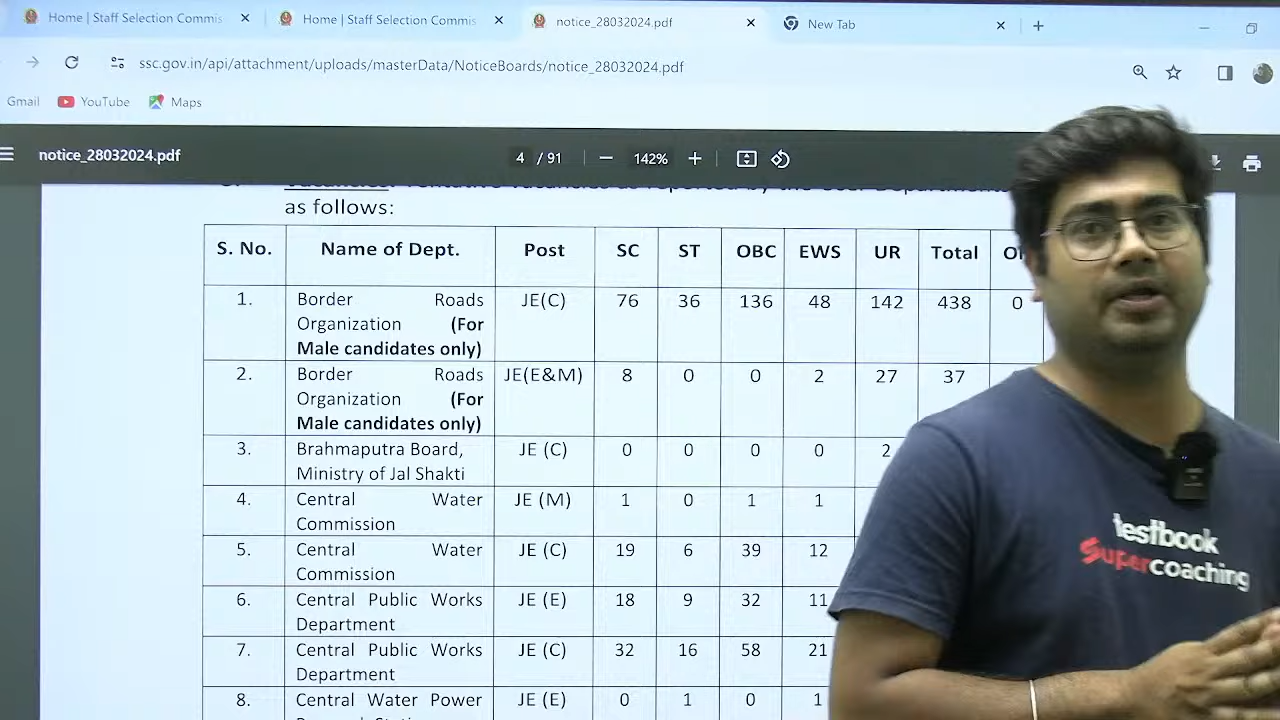 Home | Staff Selection Commis
Home | Staff Selection Commis
notice_28032024.pdf
New Tab
ssc.gov.in/api/attachment/uploads/masterData/NoticeBoards/notice_28032024.pdf
Gmail YouTube Maps
notice_28032024.pdf
4 / 91
142%
as follows:
S. No. Name of Dept. Post SC ST OBC EWS UR Total
1. Border Roads JE(C) 76 36 136 48 142 438 0
Organization (For
Male candidates only)
2. Border Roads JE(E&M) 8 0 0 2 27 37
Organization (For
Male candidates only)
3. Brahmaputra Board, JE (C) 0 0 0 0 2
Ministry of Jal Shakti
4. Central Water JE (M) 1 0 1 1
Commission
5. Central Water JE (C) 19 6 39 12
Commission
6. Central Public Works JE (E) 18 9 32 11
Department
7. Central Public Works JE (C) 32 16 58 21
Department
8. Central Water Power JE (E) 0 1 0 1
testbook
Supercoaching